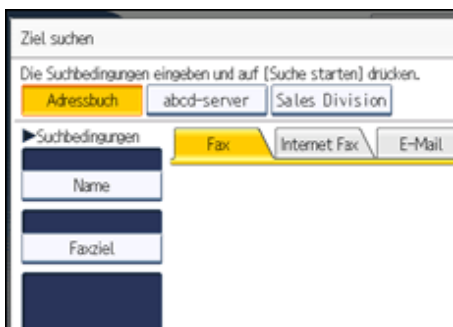 Ziel suchen
Die Suchbedingungen eingeben und auf [Suche starten] drücken.
Adressbuch abcd-server Sales Division
▶Suchbedingungen Fax Internet Fax E-Mail
Name
Faxziel